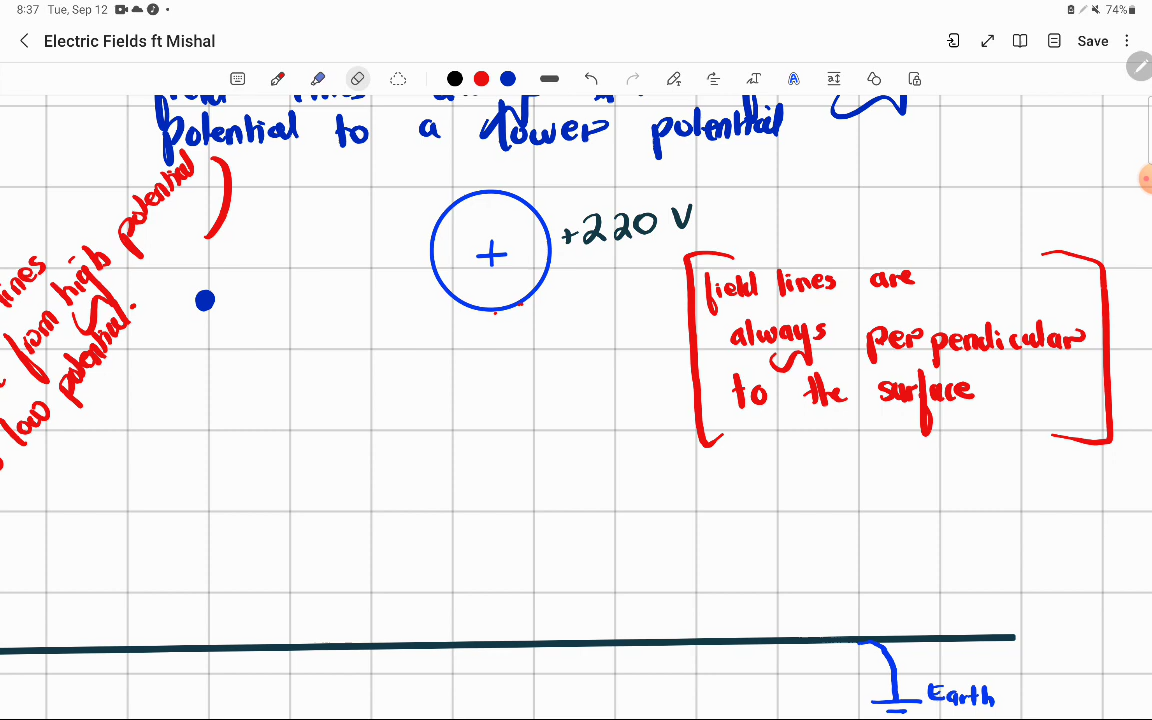 8:37 Tue, Sep 12
74%
Electric Fields ft Mishal
Save
potential to a lower potential
lines
from high potential
low potential.
+
+220 V
field lines are
always perpendicular
to the surface
Earth